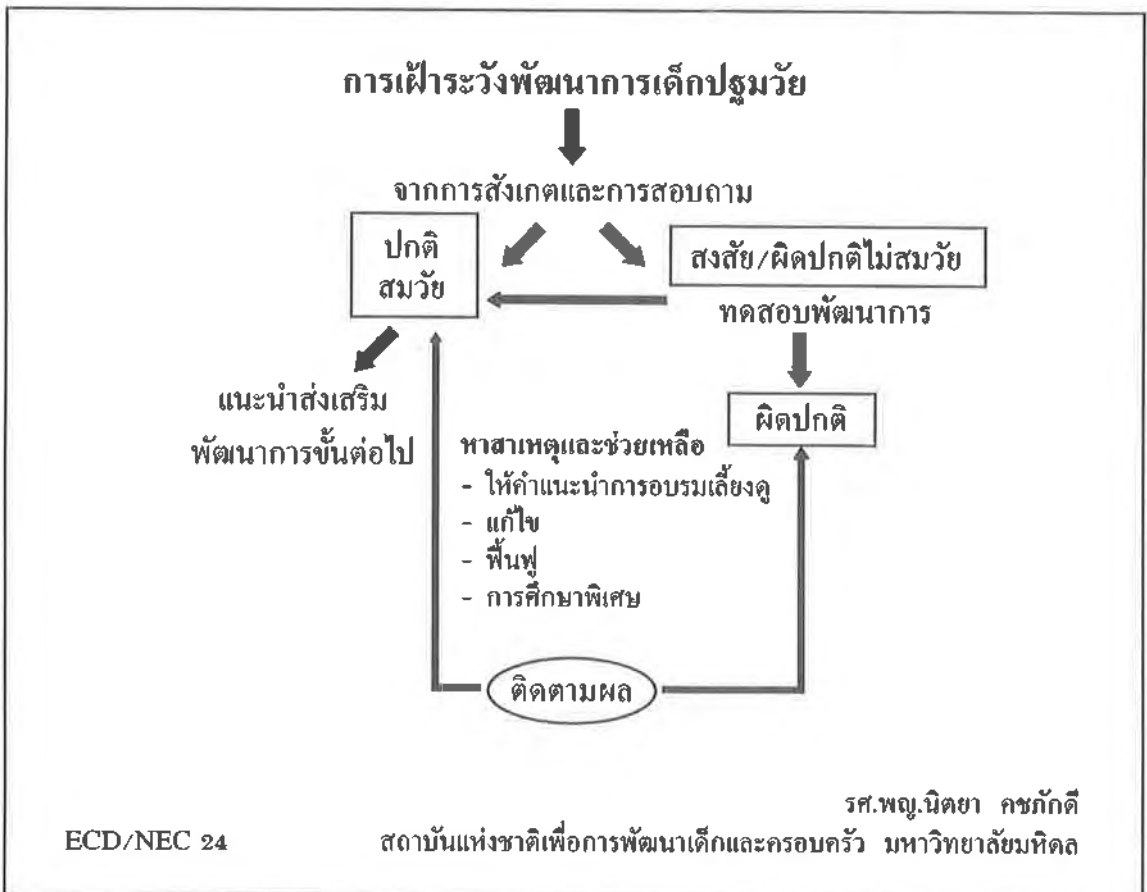 การเฝ้าระวังพัฒนาการเด็กปฐมวัย
จากการสังเกตและการสอบถาม
ปกติ
สมวัย
สงสัย/ผิดปกติไม่สมวัย
ทดสอบพัฒนาการ
แนะนำส่งเสริม
พัฒนาการขั้นต่อไป
ผิดปกติ
หาสาเหตุและช่วยเหลือ
- ให้คำแนะนำการอบรมเลี้ยงดู
- แก้ไข
- ฟื้นฟู
- การศึกษาพิเศษ
ติดตามผล
รศ.พญ.นิตยา คชภักดี
ECD/NEC 24 สถาบันแห่งชาติเพื่อการพัฒนาเด็กและครอบครัว มหาวิทยาลัยมหิดล